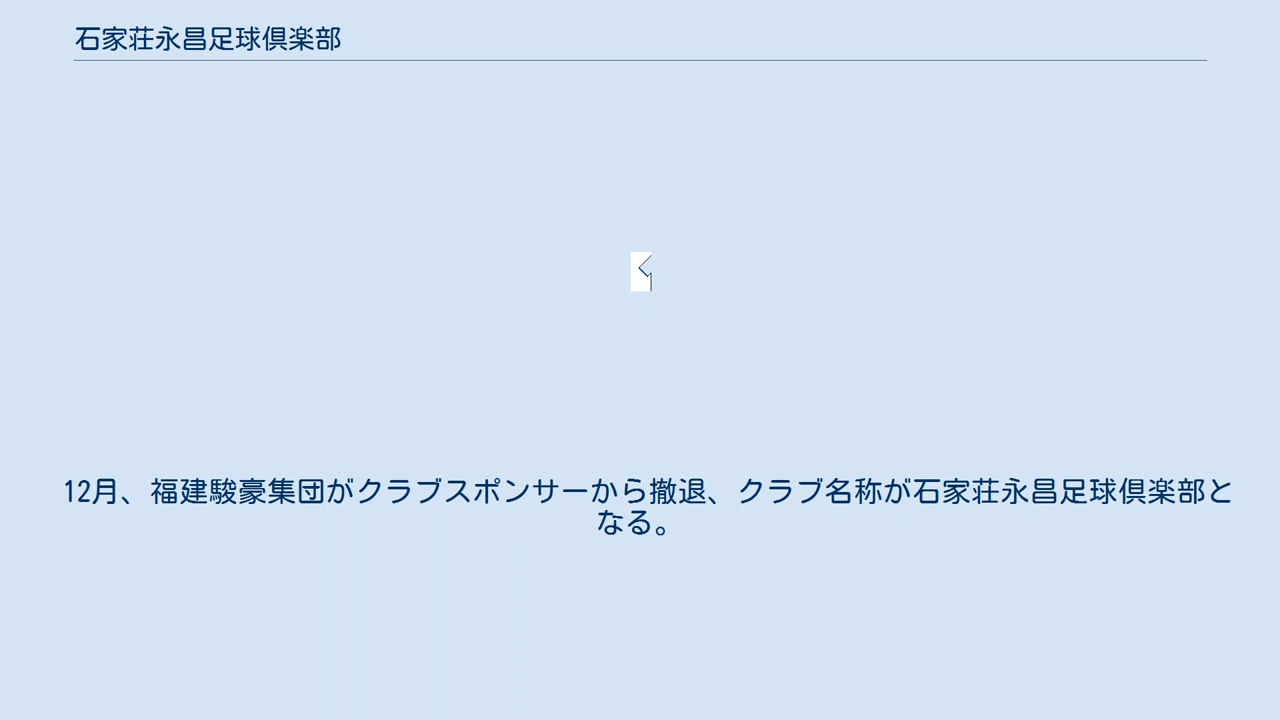 石家荘永昌足球倶楽部
12月、福建駿豪集団がクラブスポンサーから撤退、クラブ名称が石家荘永昌足球倶楽部と
なる。